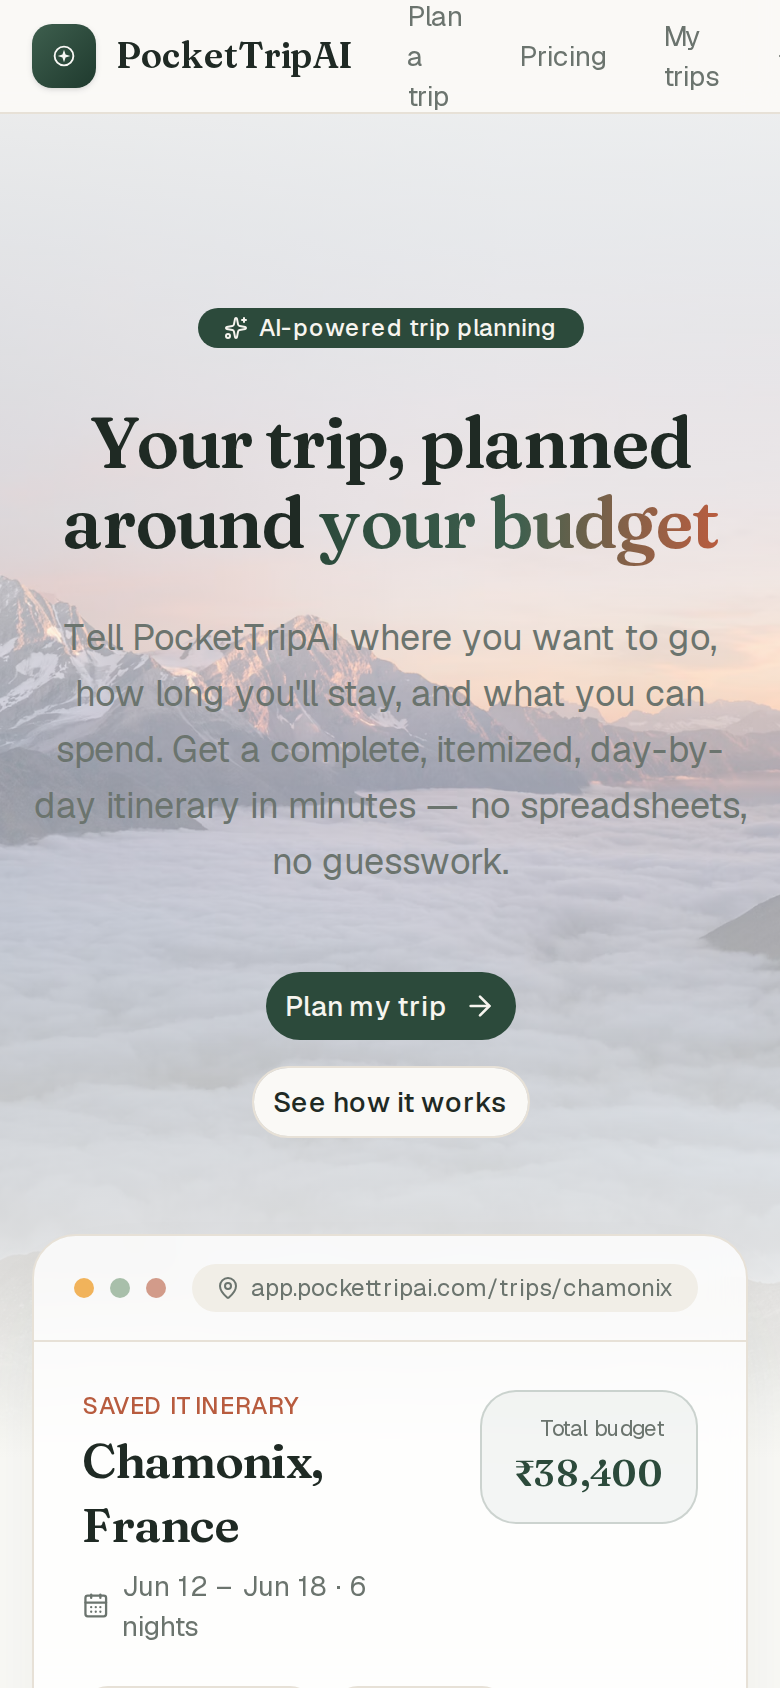 PocketTripAI
Plan
a
trip
Pricing
My
trips
AI-powered trip planning
Your trip, planned
around your budget
Tell PocketTripAI where you want to go,
how long you'll stay, and what you can
spend. Get a complete, itemized, day-by-
day itinerary in minutes — no spreadsheets,
no guesswork.
Plan my trip
See how it works
app.pockettripai.com/trips/chamonix
SAVED ITINERARY
Chamonix,
France
Jun 12 – Jun 18 · 6
nights
Total budget
₹38,400